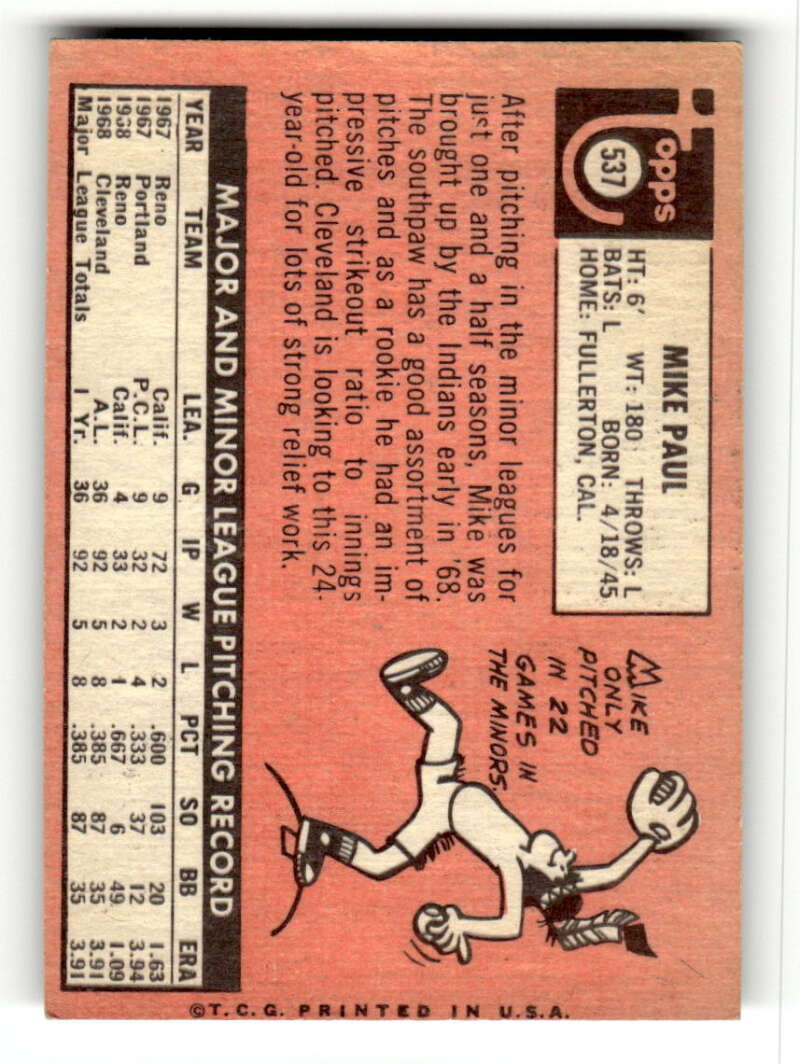 Topps
537
MIKE PAUL
HT: 6' WT: 180 THROWS: L
BATS: L BORN: 4/18/45
HOME: FULLERTON, CAL.
After pitching in the minor leagues for
just one and a half seasons, Mike was
brought up by the Indians early in '68.
The southpaw has a good assortment of
pitches and as a rookie he had an im-
pressive strikeout ratio to innings
pitched. Cleveland is looking to this 24-
year-old for lots of strong relief work.
MIKE
ONLY
PITCHED
IN 22
GAMES IN
THE MINORS.
MAJOR AND MINOR LEAGUE PITCHING RECORD
YEAR TEAM LEA. G IP W L PCT SO BB ERA
1967 Reno Calif. 9 72 3 2 .600 103 20 1.63
1967 Portland P.C.L. 9 32 2 4 .333 37 12 3.94
1968 Reno Calif. 4 33 2 1 .667 6 49 1.09
1968 Cleveland A.L. 36 92 5 8 .385 87 35 3.91
Major League Totals 1 Yr. 36 92 5 8 .385 87 35 3.91
©T.C.G. PRINTED IN U.S.A.